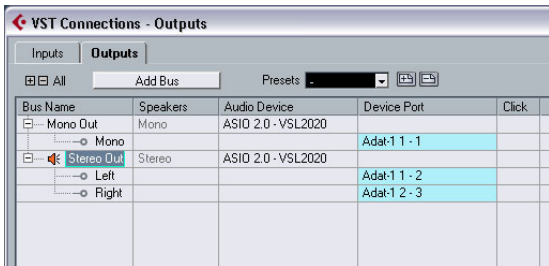 VST Connections - Outputs
Inputs Outputs
All Add Bus Presets -
Bus Name Speakers Audio Device Device Port Click
Mono Out Mono ASIO 2.0 - VSL2020
Mono Adat-1 1 - 1
Stereo Out Stereo ASIO 2.0 - VSL2020
Left Adat-1 1 - 2
Right Adat-1 2 - 3